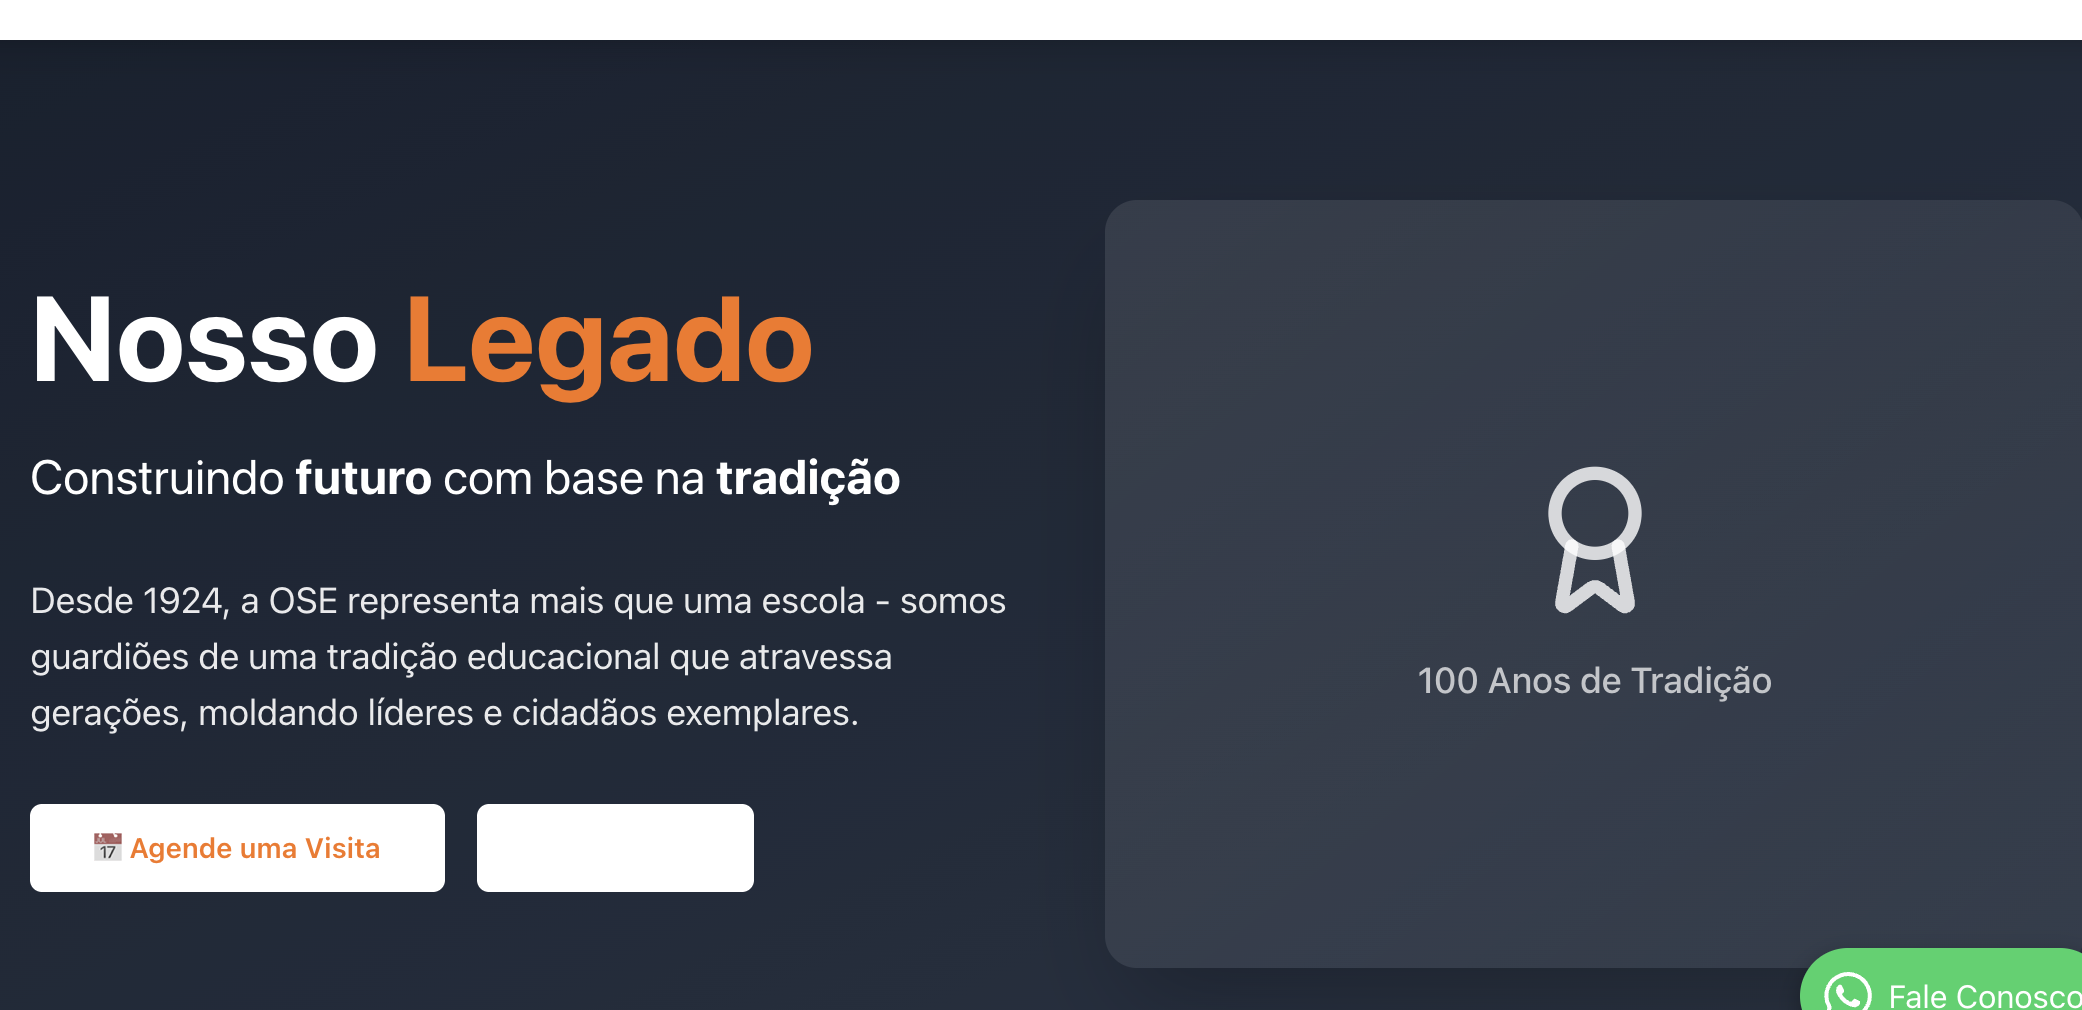 Nosso Legado
Construindo futuro com base na tradição
Desde 1924, a OSE representa mais que uma escola - somos
guardiões de uma tradição educacional que atravessa
gerações, moldando líderes e cidadãos exemplares.
📅 Agende uma Visita
100 Anos de Tradição
Fale Conosco